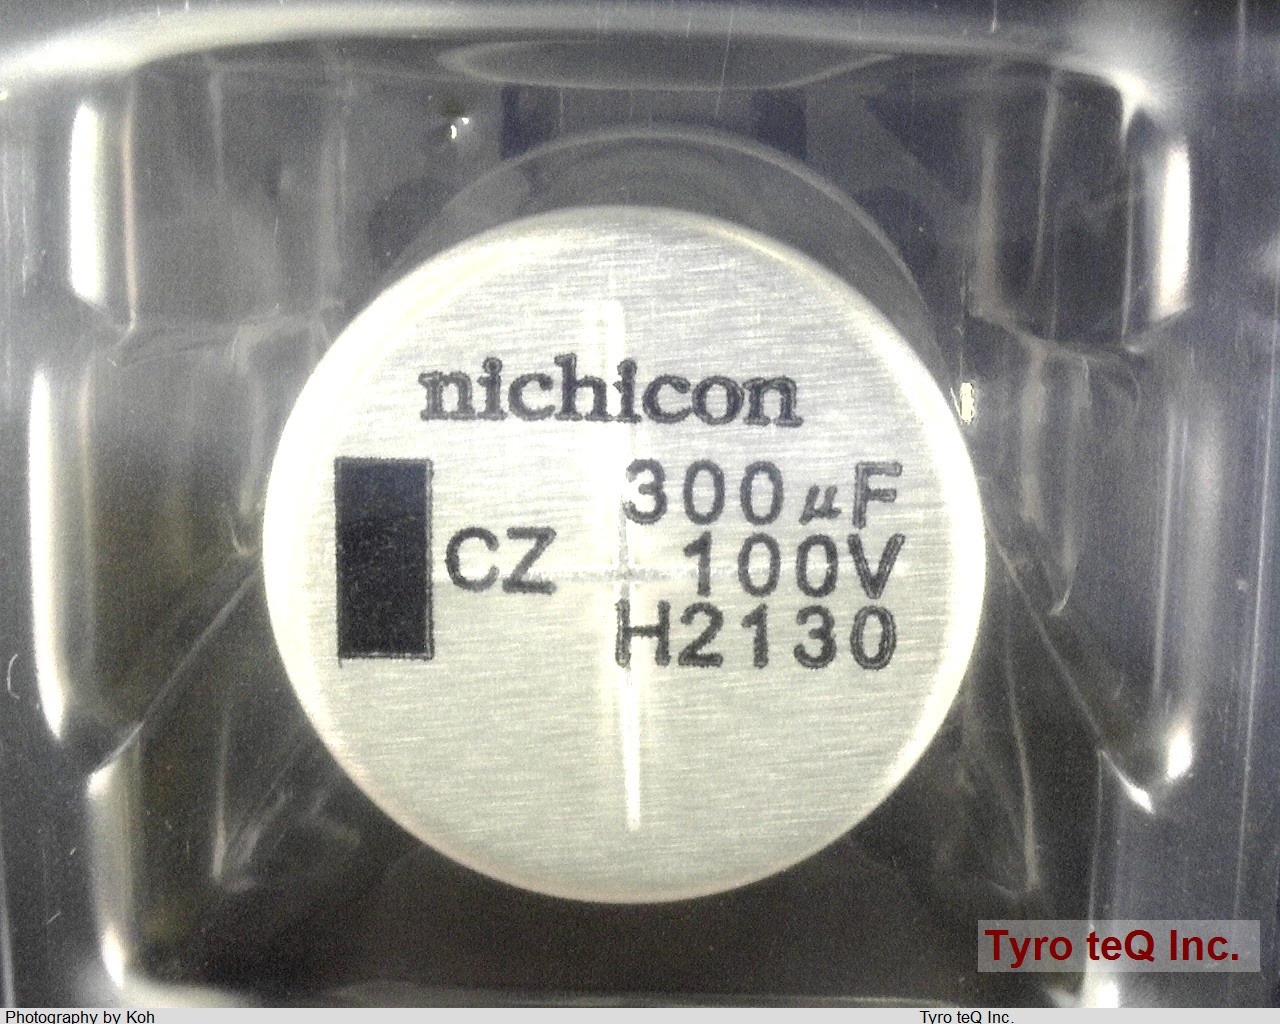 nichicon
300μF
CZ 100V
H2130
Tyro teQ Inc.
Photography by Koh
Tyro teQ Inc.